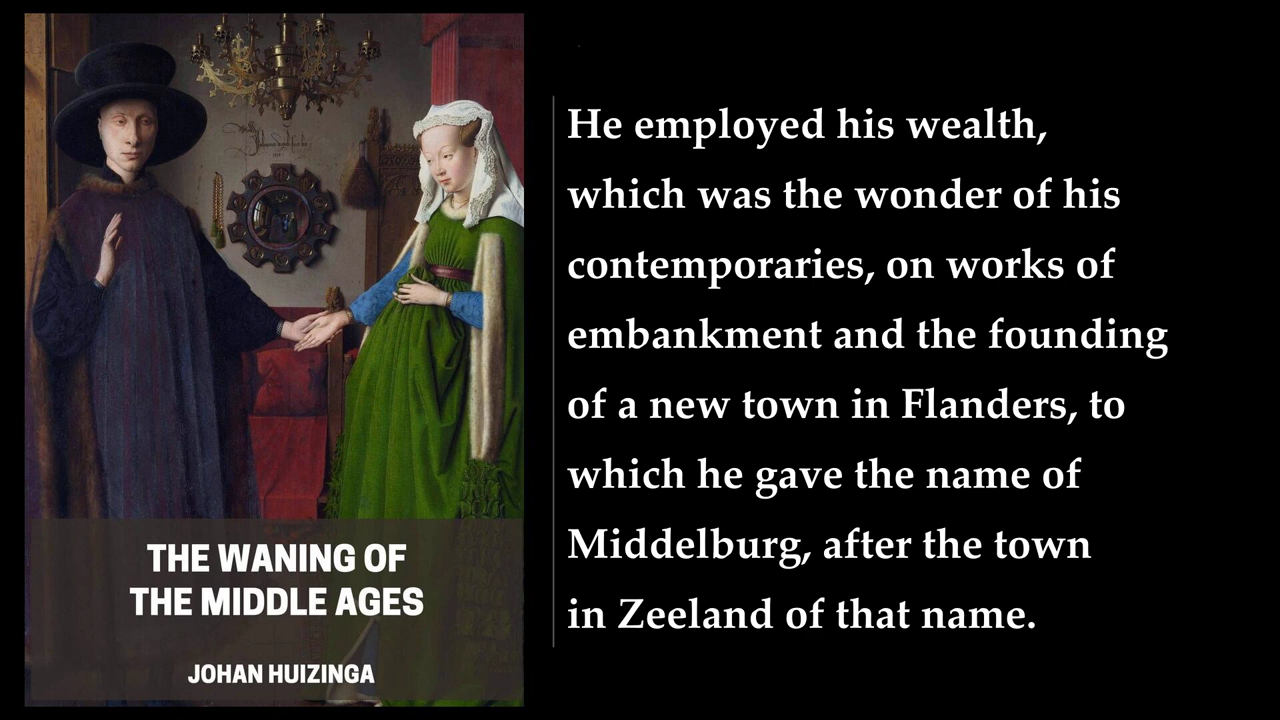 THE WANING OF
THE MIDDLE AGES
JOHAN HUIZINGA
He employed his wealth,
which was the wonder of his
contemporaries, on works of
embankment and the founding
of a new town in Flanders, to
which he gave the name of
Middelburg, after the town
in Zeeland of that name.